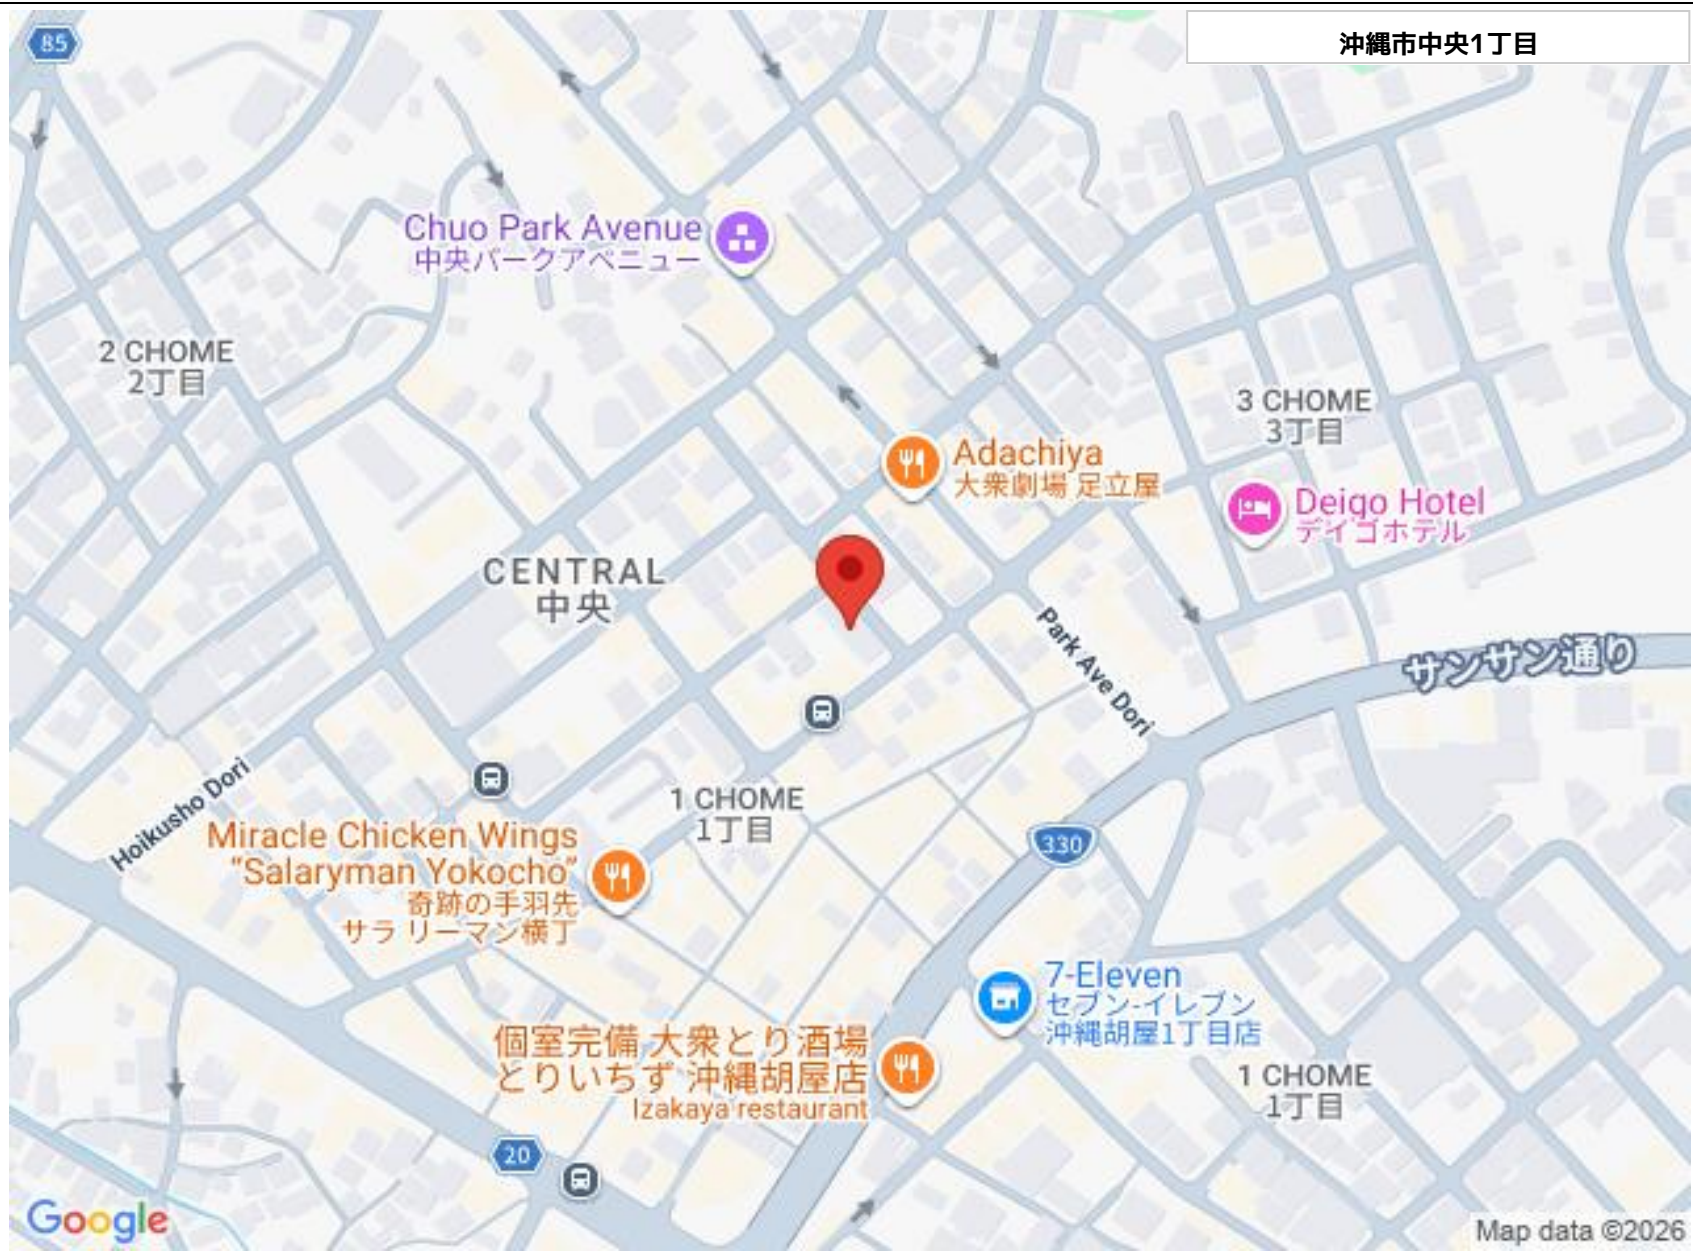 85
沖縄市中央1丁目
Chuo Park Avenue
中央パークアベニュー
2 CHOME
2丁目
3 CHOME
3丁目
Adachiya
大衆劇場 足立屋
Deigo Hotel
デイゴホテル
CENTRAL
中央
Park Ave Dori
サンサン通り
Hoikusho Dori
1 CHOME
1丁目
330
Miracle Chicken Wings
"Salaryman Yokocho"
奇跡の手羽先
サラリーマン横丁
7-Eleven
セブン-イレブン
沖縄胡屋1丁目店
個室完備 大衆とり酒場
とりいちず 沖縄胡屋店
Izakaya restaurant
1 CHOME
1丁目
20
Google
Map data ©2026